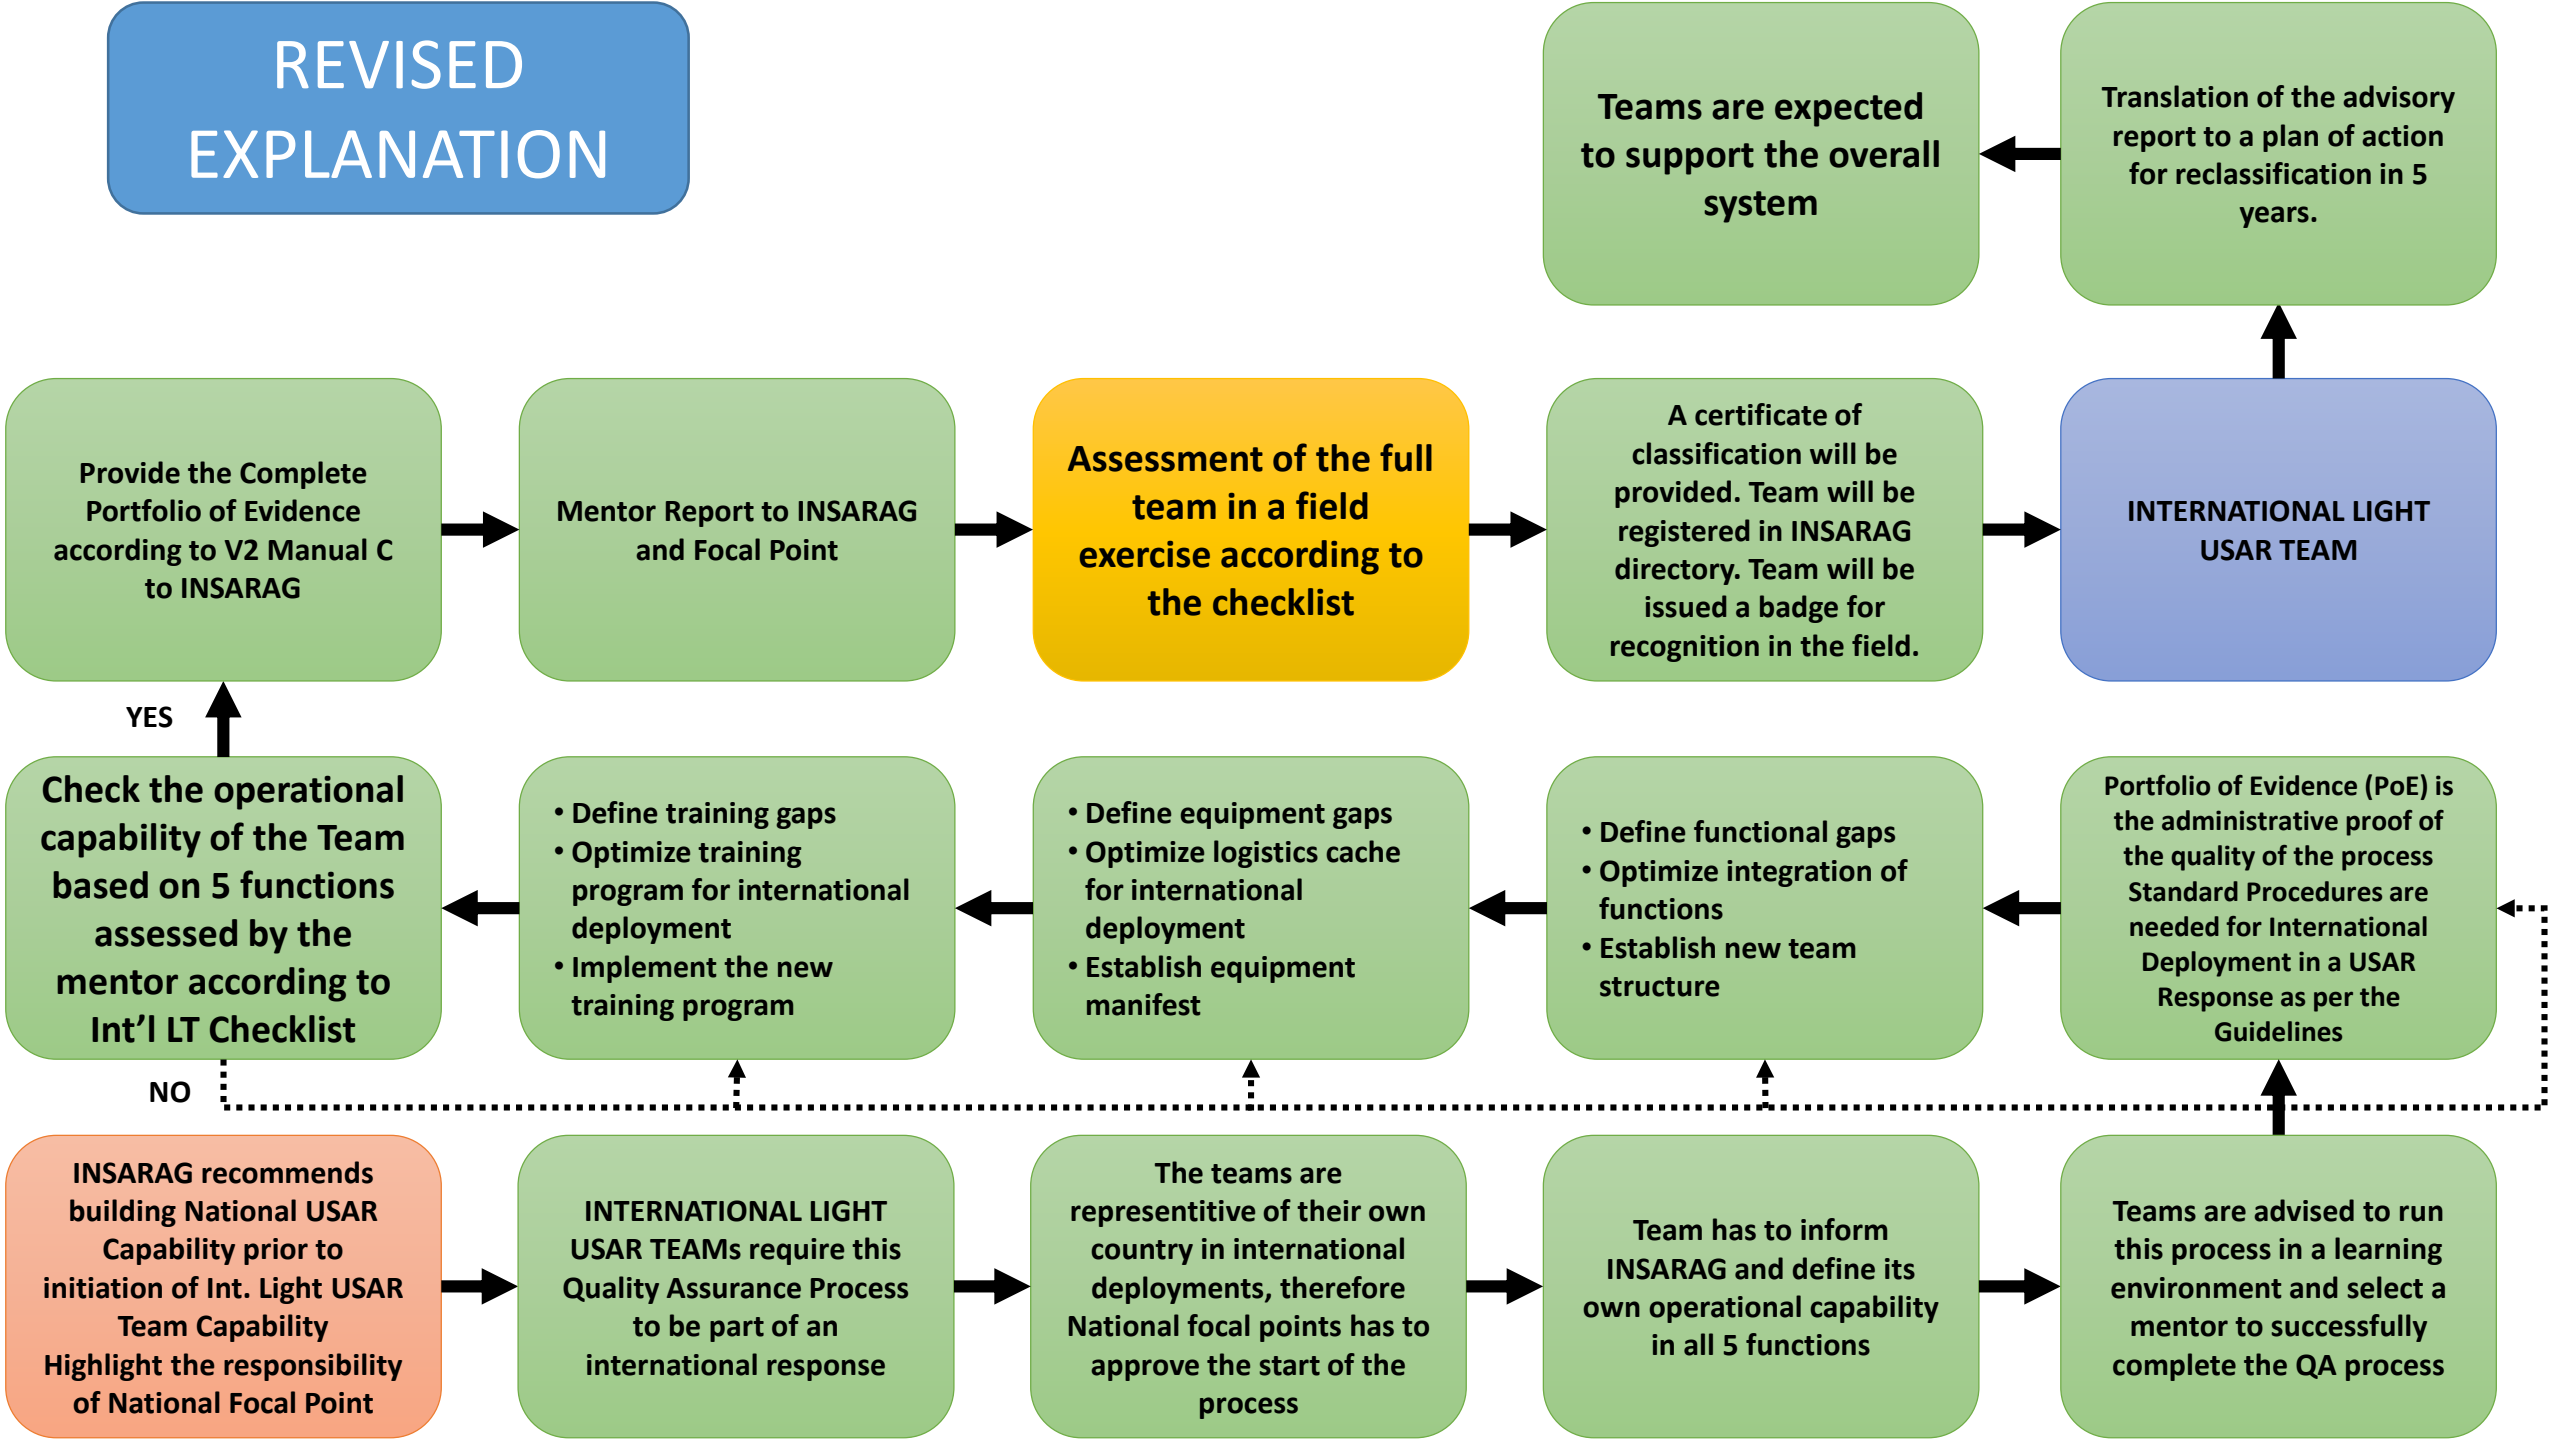 REVISED
EXPLANATION
Teams are expected
to support the overall
system
Translation of the advisory
report to a plan of action
for reclassification in 5
years.
Provide the Complete
Portfolio of Evidence
according to V2 Manual C
to INSARAG
Mentor Report to INSARAG
and Focal Point
Assessment of the full
team in a field
exercise according to
the checklist
A certificate of
classification will be
provided. Team will be
registered in INSARAG
directory. Team will be
issued a badge for
recognition in the field.
INTERNATIONAL LIGHT
USAR TEAM
YES
Check the operational
capability of the Team
based on 5 functions
assessed by the
mentor according to
Int’l LT Checklist
• Define training gaps
• Optimize training
program for international
deployment
• Implement the new
training program
• Define equipment gaps
• Optimize logistics cache
for international
deployment
• Establish equipment
manifest
• Define functional gaps
• Optimize integration of
functions
• Establish new team
structure
Portfolio of Evidence (PoE) is
the administrative proof of
the quality of the process
Standard Procedures are
needed for International
Deployment in a USAR
Response as per the
Guidelines
NO
INSARAG recommends
building National USAR
Capability prior to
initiation of Int. Light USAR
Team Capability
Highlight the responsibility
of National Focal Point
INTERNATIONAL LIGHT
USAR TEAMs require this
Quality Assurance Process
to be part of an
international response
The teams are
representitive of their own
country in international
deployments, therefore
National focal points has to
approve the start of the
process
Team has to inform
INSARAG and define its
own operational capability
in all 5 functions
Teams are advised to run
this process in a learning
environment and select a
mentor to successfully
complete the QA process